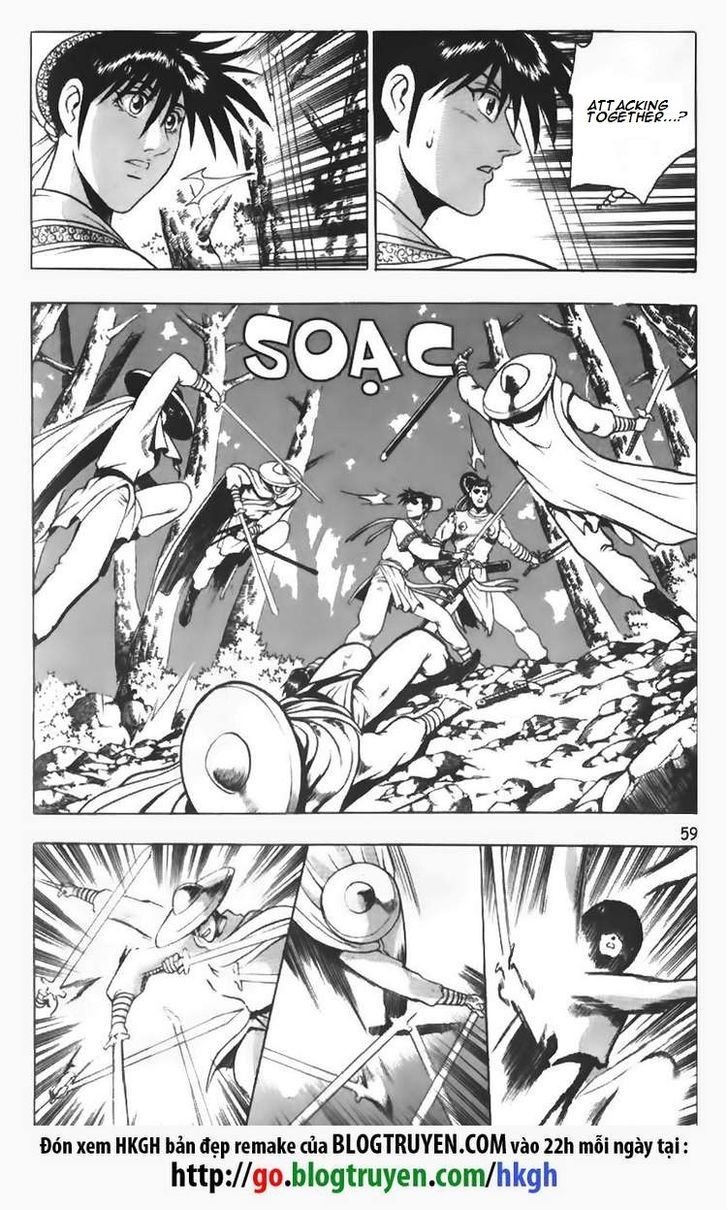 ATTACKING
TOGETHER...?
SOẠC
59
Đón xem HKGH bản đẹp remake của BLOGTRUYEN.COM vào 22h mỗi ngày tại :
http://go.blogtruyen.com/hkgh